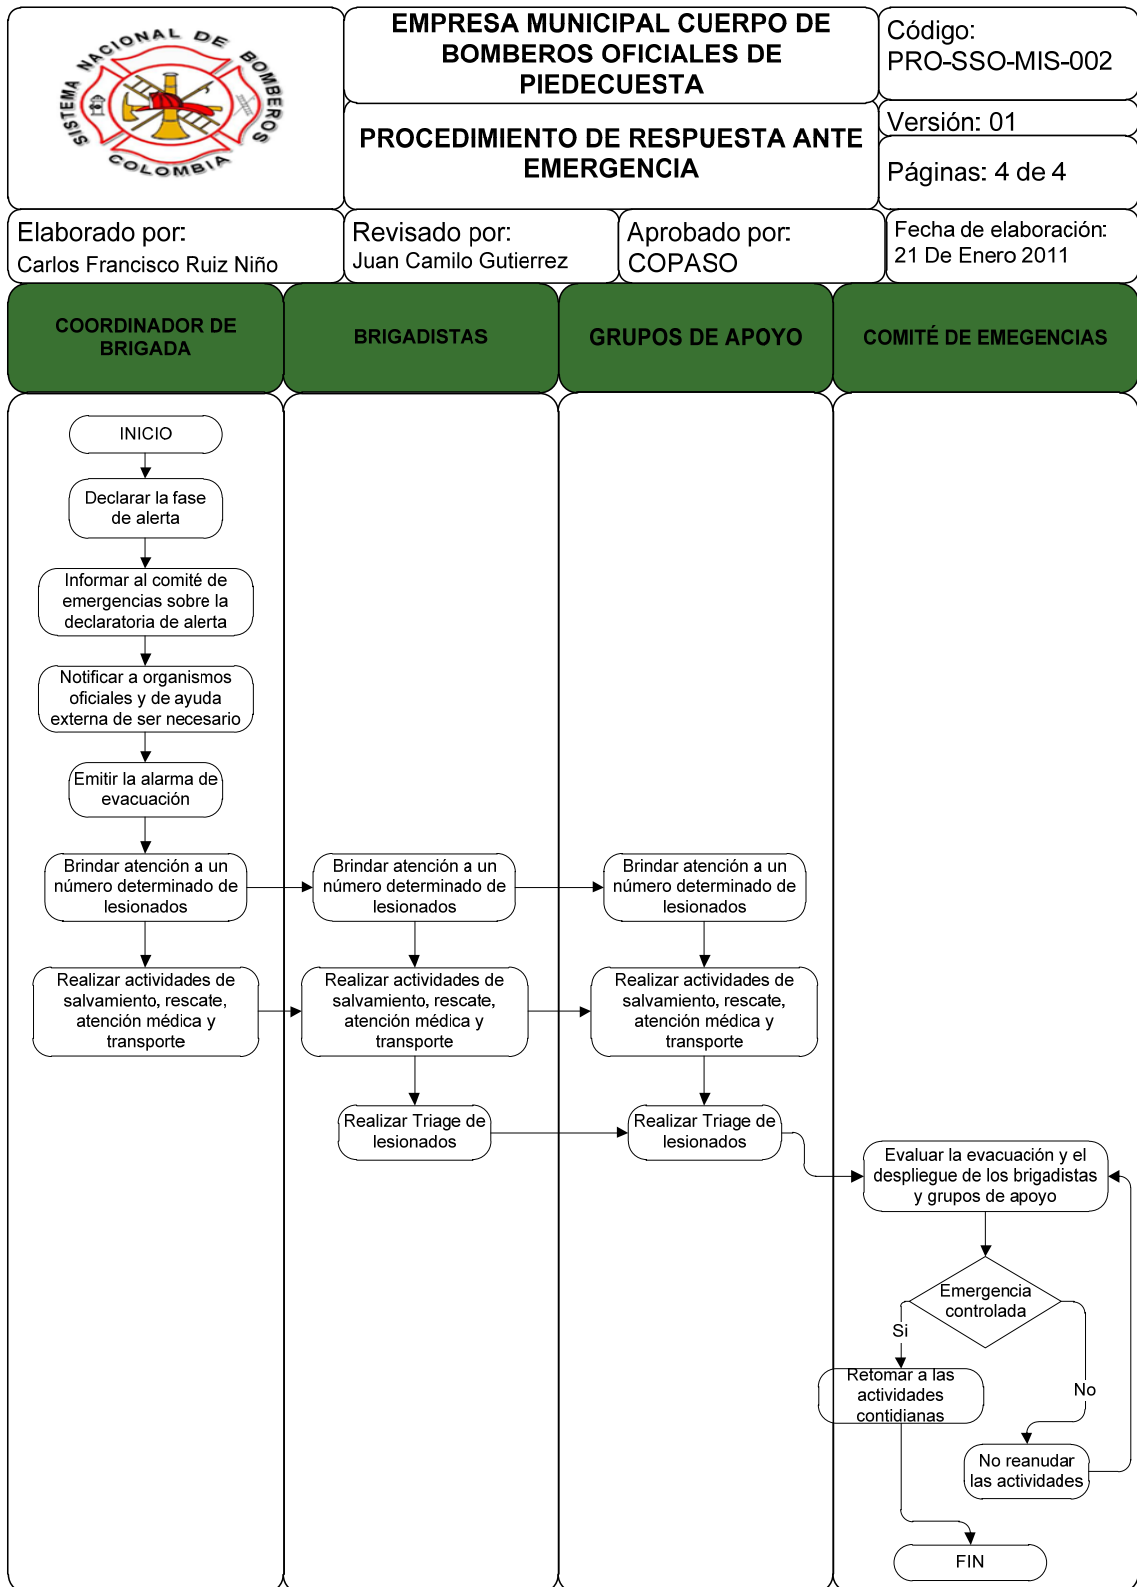 SISTEMA NACIONAL DE BOMBEROS
COLOMBIA
EMPRESA MUNICIPAL CUERPO DE
BOMBEROS OFICIALES DE
PIEDECUESTA
Código:
PRO-SSO-MIS-002
PROCEDIMIENTO DE RESPUESTA ANTE
EMERGENCIA
Versión: 01
Páginas: 4 de 4
Elaborado por:
Carlos Francisco Ruiz Niño
Revisado por:
Juan Camilo Gutierrez
Aprobado por:
COPASO
Fecha de elaboración:
21 De Enero 2011
COORDINADOR DE
BRIGADA
BRIGADISTAS
GRUPOS DE APOYO
COMITÉ DE EMEGENCIAS
INICIO
Declarar la fase
de alerta
Informar al comité de
emergencias sobre la
declaratoria de alerta
Notificar a organismos
oficiales y de ayuda
externa de ser necesario
Emitir la alarma de
evacuación
Brindar atención a un
número determinado de
lesionados
Brindar atención a un
número determinado de
lesionados
Brindar atención a un
número determinado de
lesionados
Realizar actividades de
salvamiento, rescate,
atención médica y
transporte
Realizar actividades de
salvamiento, rescate,
atención médica y
transporte
Realizar actividades de
salvamiento, rescate,
atención médica y
transporte
Realizar Triage de
lesionados
Realizar Triage de
lesionados
Evaluar la evacuación y el
despliegue de los brigadistas
y grupos de apoyo
Emergencia
controlada
Si
No
Retomar a las
actividades
contidianas
No reanudar
las actividades
FIN